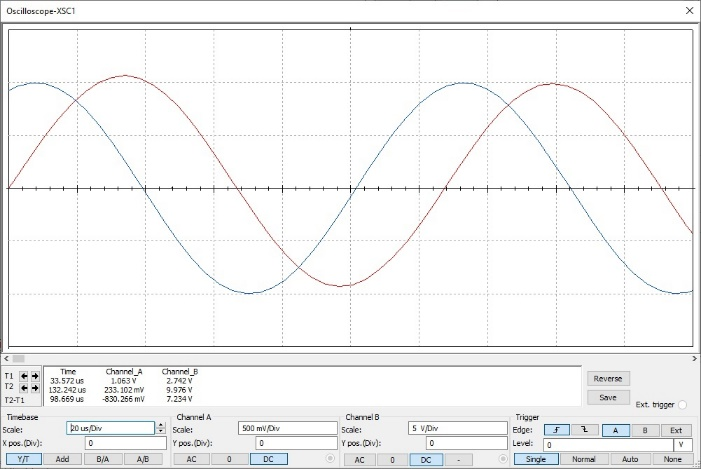 Oscilloscope-XSC1
Time Channel_A Channel_B
T1 33.572 us 1.063 V 2.742 V
T2 132.242 us 233.102 mV 9.976 V
T2-T1 98.669 us -830.266 mV 7.234 V
Reverse
Save
Ext. trigger
Timebase Channel A Channel B Trigger
Scale: 20 us/Div Scale: 500 mV/Div Scale: 5 V/Div Edge: A B Ext
X pos.(Div): 0 Y pos.(Div): 0 Y pos.(Div): 0 Level: 0 V
Y/T Add B/A A/B AC 0 DC AC 0 DC - Single Normal Auto None